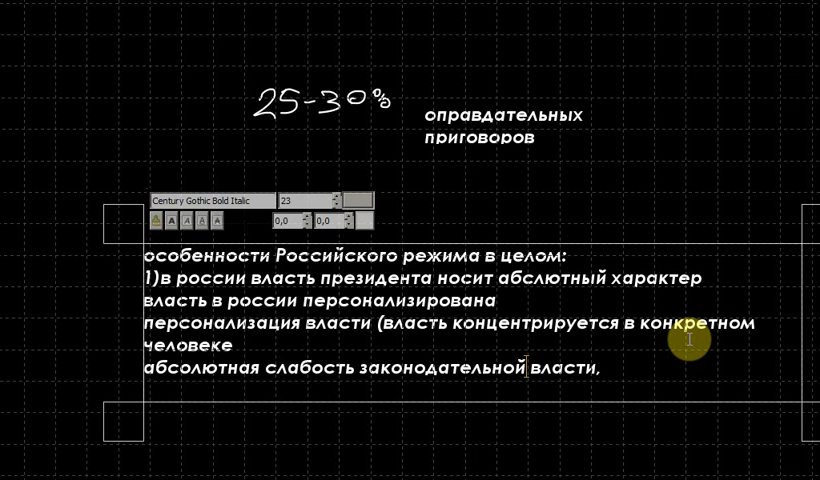 25-30%
оправдательных
приговоров
Century Gothic Bold Italic
23
A A A A
0,0
0,0
особенности Российского режима в целом:
1)в россии власть президента носит абслютный характер
власть в россии персонализирована
персонализация власти (власть концентрируется в конкретном
человеке
абсолютная слабость законодательной власти,